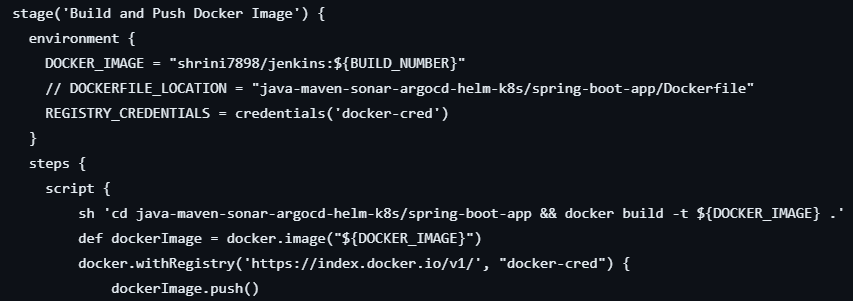 stage('Build and Push Docker Image') {
environment {
DOCKER_IMAGE = "shrini7898/jenkins:${BUILD_NUMBER}"
// DOCKERFILE_LOCATION = "java-maven-sonar-argocd-helm-k8s/spring-boot-app/Dockerfile"
REGISTRY_CREDENTIALS = credentials('docker-cred')
}
steps {
script {
sh 'cd java-maven-sonar-argocd-helm-k8s/spring-boot-app && docker build -t ${DOCKER_IMAGE} .'
def dockerImage = docker.image("${DOCKER_IMAGE}")
docker.withRegistry('https://index.docker.io/v1/', "docker-cred") {
dockerImage.push()